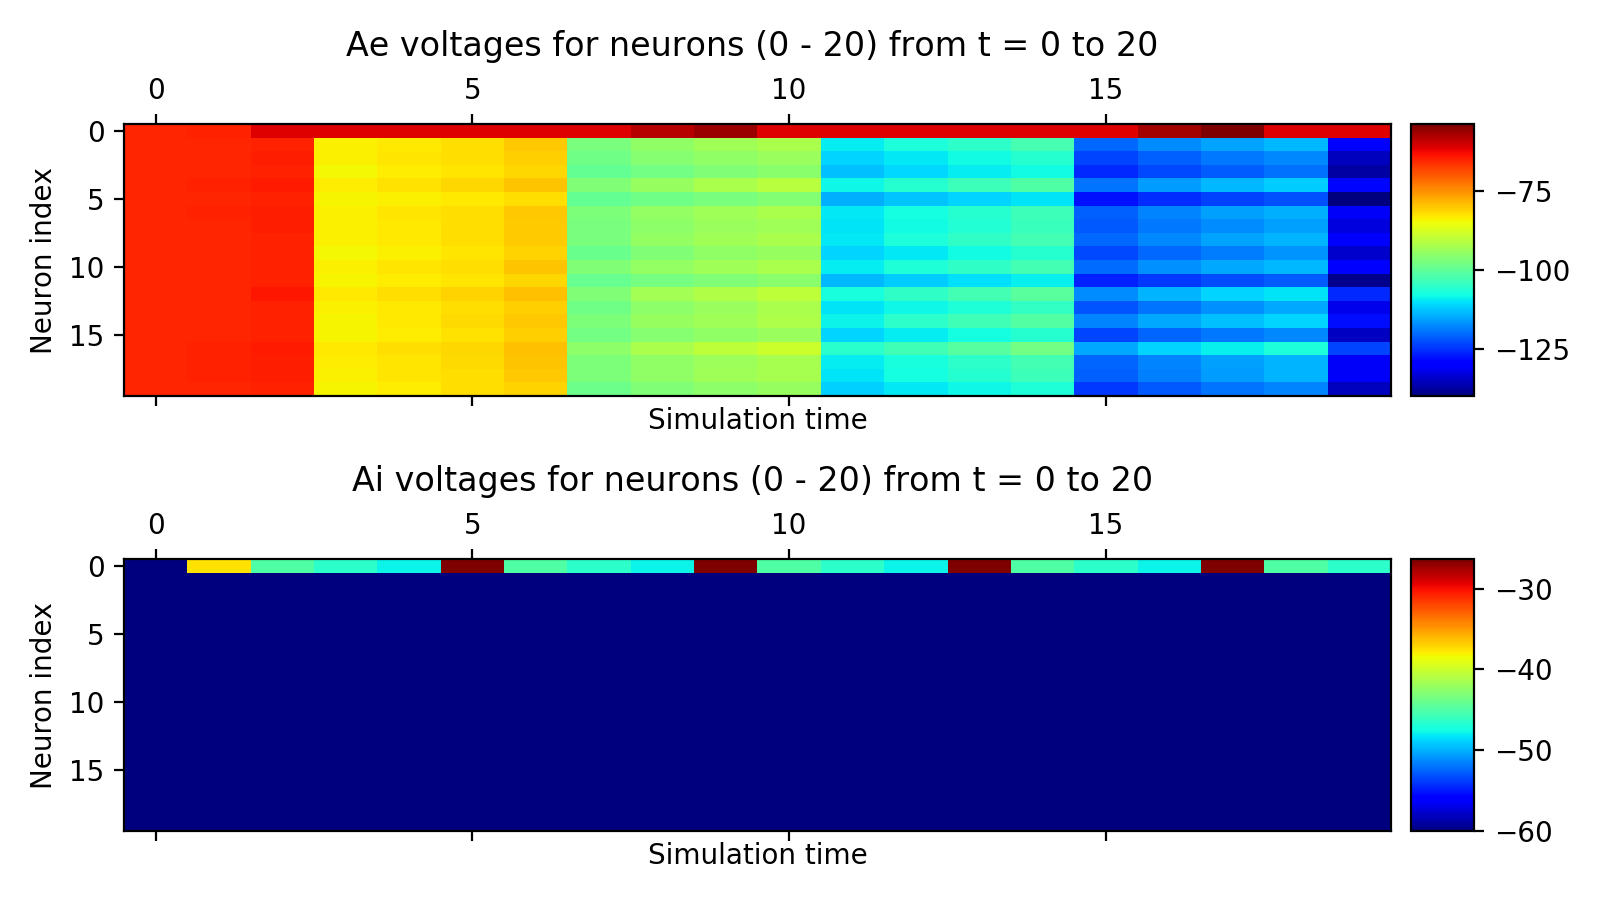 Ae voltages for neurons (0 - 20) from t = 0 to 20
0 5 10 15
0
5
10
15
Neuron index
Simulation time
−75
−100
−125
Ai voltages for neurons (0 - 20) from t = 0 to 20
0 5 10 15
0
5
10
15
Neuron index
Simulation time
−30
−40
−50
−60